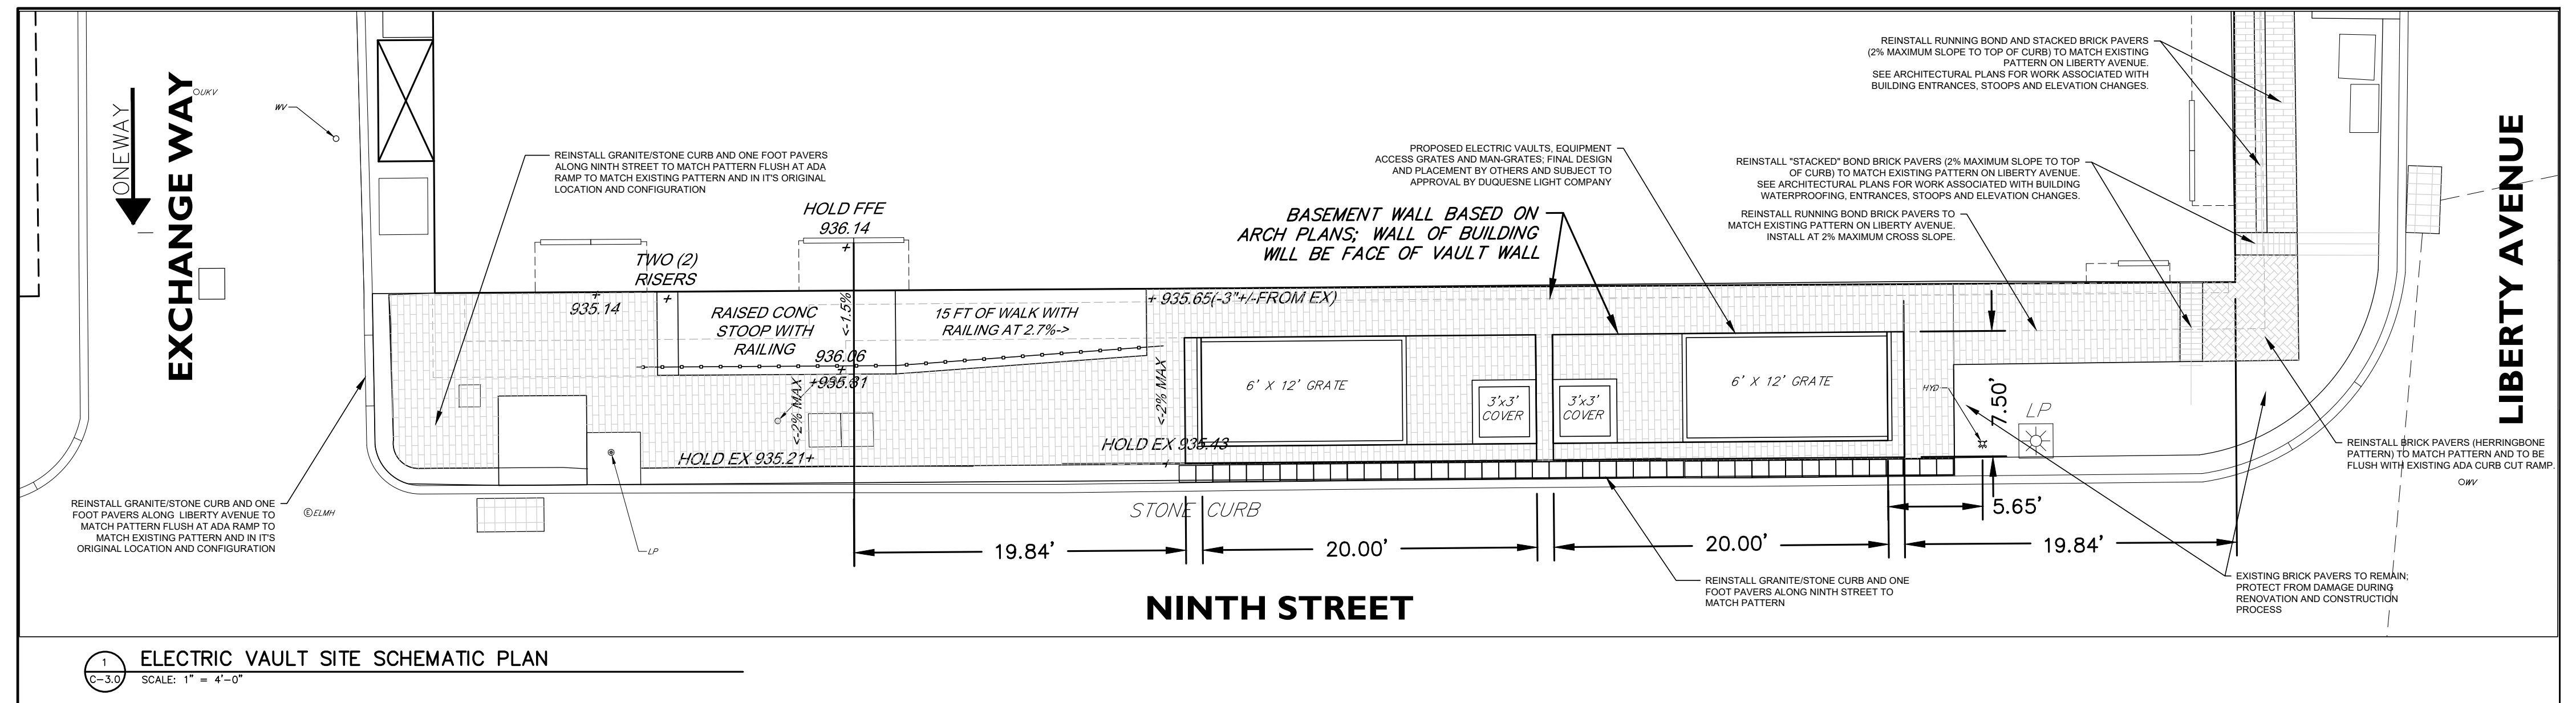 REINSTALL RUNNING BOND AND STACKED BRICK PAVERS
(2% MAXIMUM SLOPE TO TOP OF CURB) TO MATCH EXISTING
PATTERN ON LIBERTY AVENUE.
SEE ARCHITECTURAL PLANS FOR WORK ASSOCIATED WITH
BUILDING ENTRANCES, STOOPS AND ELEVATION CHANGES.
ONEWAY
EXCHANGE WAY
UKV
WV
REINSTALL GRANITE/STONE CURB AND ONE FOOT PAVERS
ALONG NINTH STREET TO MATCH PATTERN FLUSH AT ADA
RAMP TO MATCH EXISTING PATTERN AND IN IT'S ORIGINAL
LOCATION AND CONFIGURATION
PROPOSED ELECTRIC VAULTS, EQUIPMENT
ACCESS GRATES AND MAN-GRATES; FINAL DESIGN
AND PLACEMENT BY OTHERS AND SUBJECT TO
APPROVAL BY DUQUESNE LIGHT COMPANY
REINSTALL "STACKED" BOND BRICK PAVERS (2% MAXIMUM SLOPE TO TOP
OF CURB) TO MATCH EXISTING PATTERN ON LIBERTY AVENUE.
SEE ARCHITECTURAL PLANS FOR WORK ASSOCIATED WITH BUILDING
WATERPROOFING, ENTRANCES, STOOPS AND ELEVATION CHANGES.
REINSTALL RUNNING BOND BRICK PAVERS TO
MATCH EXISTING PATTERN ON LIBERTY AVENUE.
INSTALL AT 2% MAXIMUM CROSS SLOPE.
LIBERTY AVENUE
HOLD FFE
936.14
BASEMENT WALL BASED ON
ARCH PLANS; WALL OF BUILDING
WILL BE FACE OF VAULT WALL
TWO (2)
RISERS
935.14
RAISED CONC
STOOP WITH
RAILING
<-1.5%
15 FT OF WALK WITH
RAILING AT 2.7%->
+ 935.65(-3"+/-FROM EX)
936.06
+935.81
<-2% MAX
<-2% MAX
6' X 12' GRATE
3'x3'
COVER
3'x3'
COVER
6' X 12' GRATE
HYD
7.50'
LP
HOLD EX 935.21+
HOLD EX 935.43
REINSTALL BRICK PAVERS (HERRINGBONE
PATTERN) TO MATCH PATTERN AND TO BE
FLUSH WITH EXISTING ADA CURB CUT RAMP.
WV
REINSTALL GRANITE/STONE CURB AND ONE
FOOT PAVERS ALONG LIBERTY AVENUE TO
MATCH PATTERN FLUSH AT ADA RAMP TO
MATCH EXISTING PATTERN AND IN IT'S
ORIGINAL LOCATION AND CONFIGURATION
ELMH
LP
STONE CURB
5.65'
19.84'
20.00'
20.00'
19.84'
REINSTALL GRANITE/STONE CURB AND ONE
FOOT PAVERS ALONG NINTH STREET TO
MATCH PATTERN
EXISTING BRICK PAVERS TO REMAIN;
PROTECT FROM DAMAGE DURING
RENOVATION AND CONSTRUCTION
PROCESS
NINTH STREET
1
C-3.0
ELECTRIC VAULT SITE SCHEMATIC PLAN
SCALE: 1" = 4'-0"